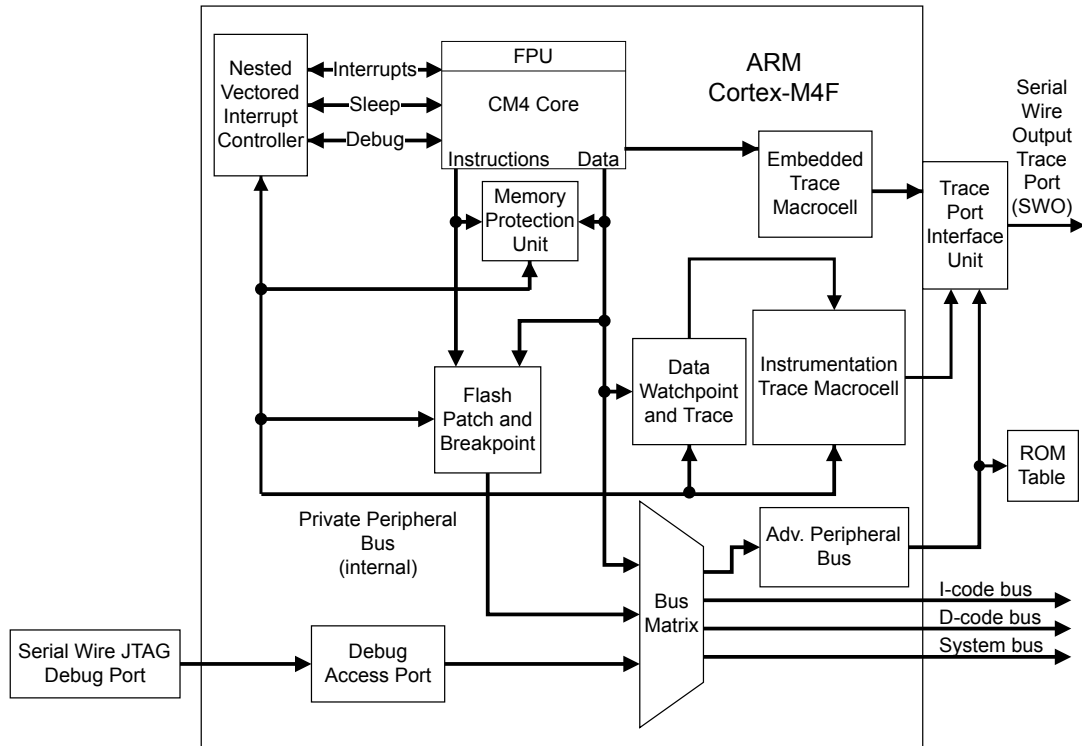 Nested
Vectored
Interrupt
Controller
Interrupts
Sleep
Debug
FPU
CM4 Core
Instructions
Data
ARM
Cortex-M4F
Serial
Wire
Output
Trace
Port
(SWO)
Embedded
Trace
Macrocell
Trace
Port
Interface
Unit
Memory
Protection
Unit
Flash
Patch and
Breakpoint
Data
Watchpoint
and Trace
Instrumentation
Trace Macrocell
ROM
Table
Private Peripheral
Bus
(internal)
Adv. Peripheral
Bus
Bus
Matrix
I-code bus
D-code bus
System bus
Serial Wire JTAG
Debug Port
Debug
Access Port